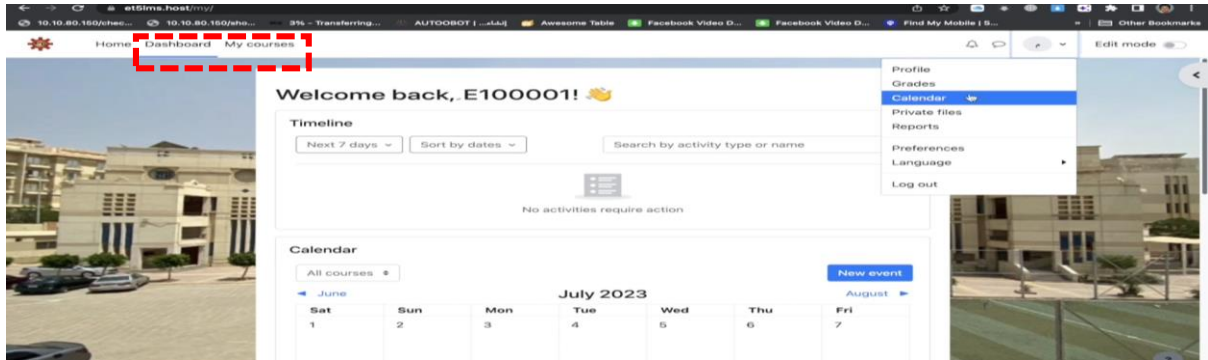 et5lms.host/my/
10.10.80.150/chec... 10.10.80.150/sho... 3% - Transferring... AUTOOBOT | Awesome Table Facebook Video D... Facebook Video D... Find My Mobile | S... » Other Bookmarks
Home Dashboard My courses م Edit mode
Profile
Grades
Calendar
Private files
Reports
Preferences
Language
Log out
Welcome back, E100001! 👋
Timeline
Next 7 days Sort by dates Search by activity type or name
No activities require action
Calendar
All courses New event
◄ June July 2023 August ►
Sat Sun Mon Tue Wed Thu Fri
1 2 3 4 5 6 7